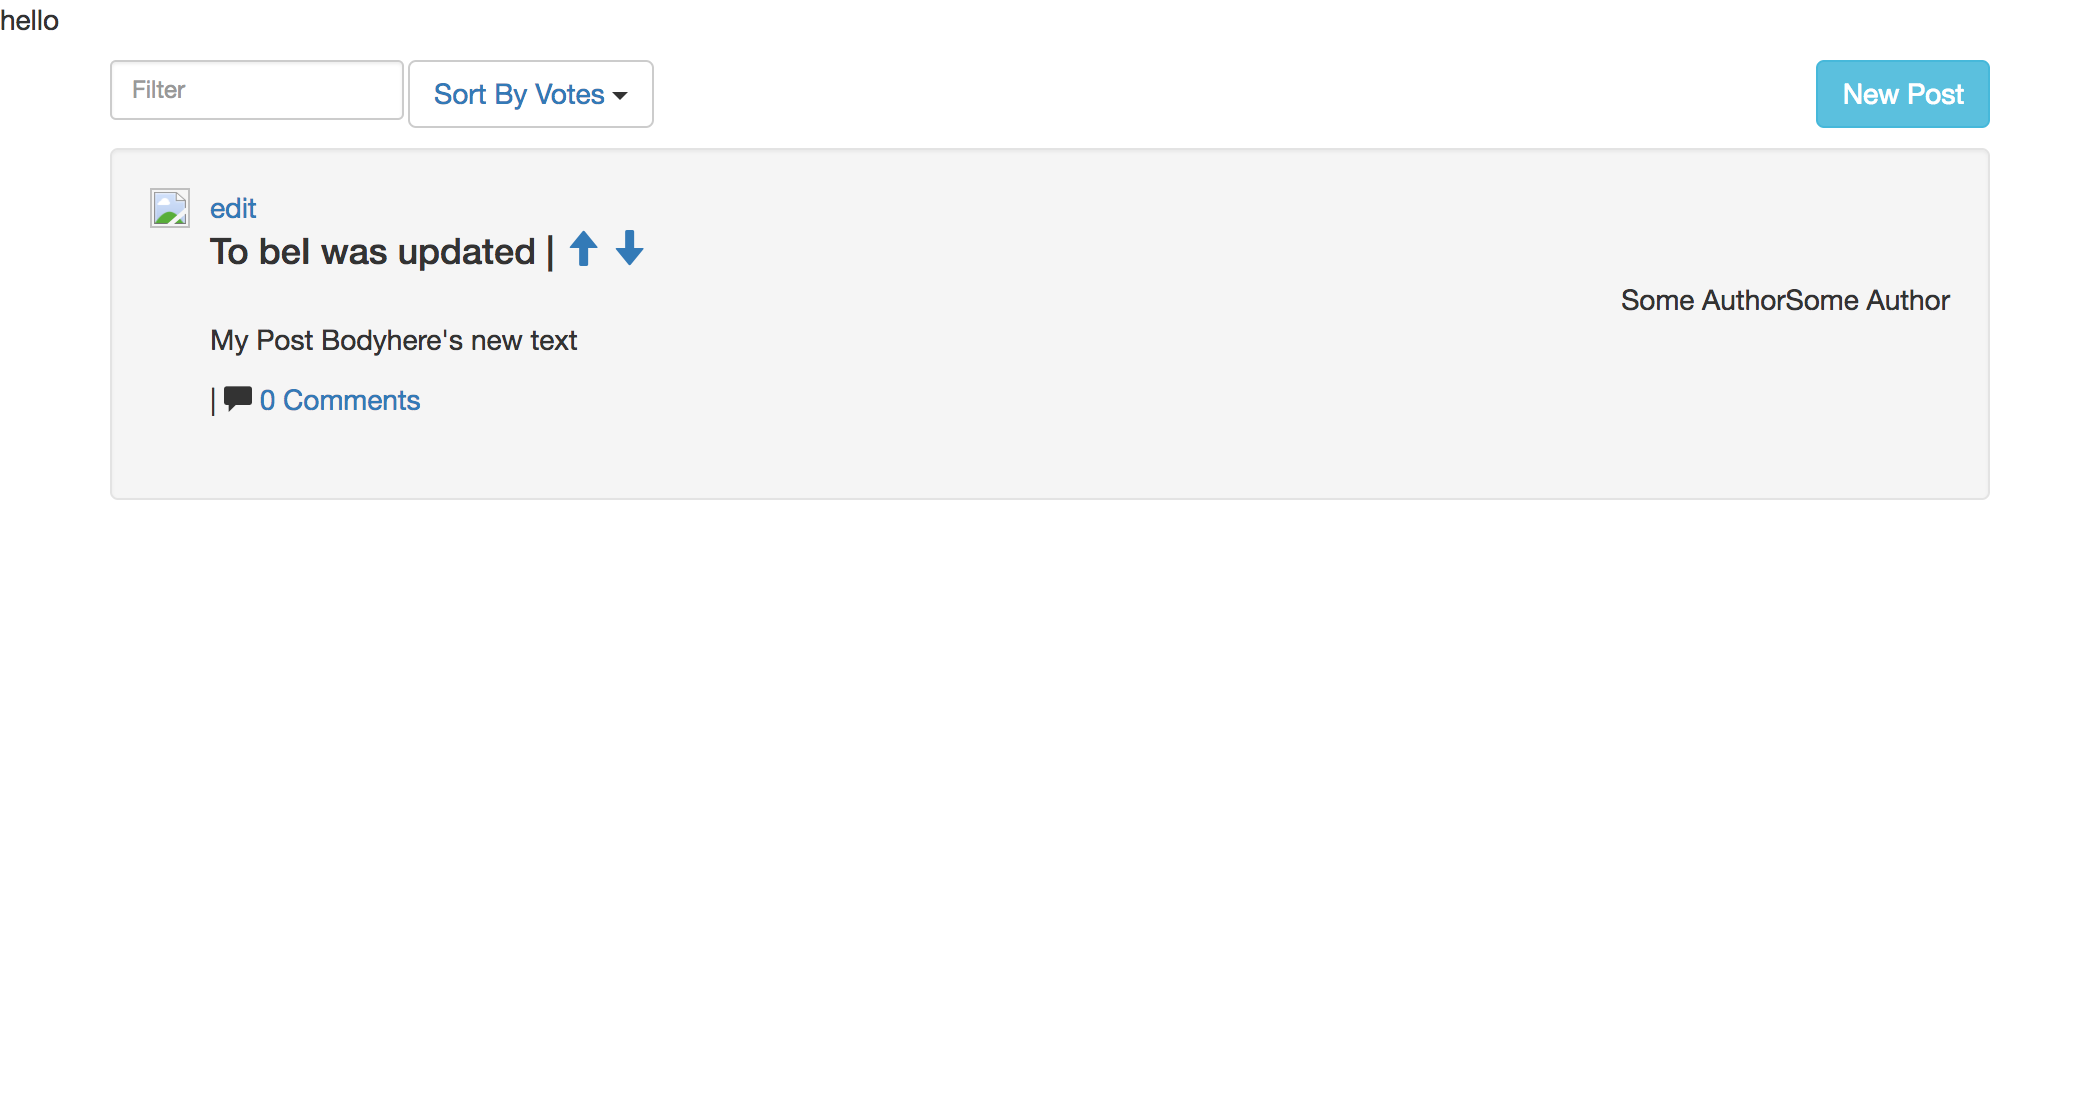 hello
Filter
Sort By Votes
New Post
edit
To beI was updated |
Some AuthorSome Author
My Post Bodyhere's new text
| 0 Comments